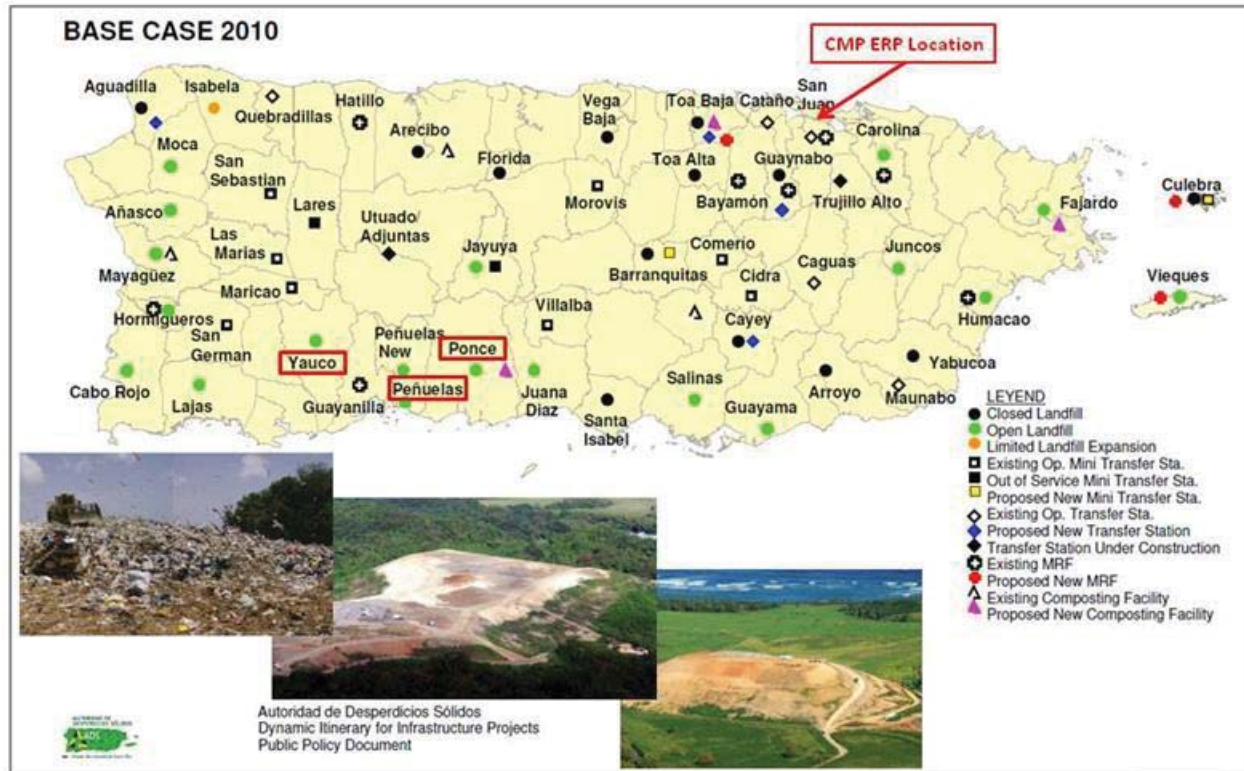 BASE CASE 2010
CMP ERP Location
Aguadilla
Isabela
Quebradillas
Hatillo
Arecibo
Florida
Vega
Baja
Toa Baja
Cataño
San
Juan
Carolina
Moca
San
Sebastian
Lares
Utuado/
Adjuntas
Morovis
Toa Alta
Bayamón
Guaynabo
Trujillo Alto
Fajardo
Culebra
Añasco
Las
Marias
Jayuya
Barranquitas
Comerio
Cidra
Caguas
Juncos
Vieques
Mayagüez
Maricao
Villalba
Humacao
Hormigueros
San
German
Yauco
Peñuelas
New
Ponce
Cayey
Yabucoa
Cabo Rojo
Lajas
Guayanilla
Peñuelas
Juana
Diaz
Santa
Isabel
Salinas
Guayama
Arroyo
Maunabo
LEYEND
Closed Landfill
Open Landfill
Limited Landfill Expansion
Existing Op. Mini Transfer Sta.
Out of Service Mini Transfer Sta.
Proposed New Mini Transfer Sta.
Existing Op. Transfer Sta.
Proposed New Transfer Station
Transfer Station Under Construction
Existing MRF
Proposed New MRF
Existing Composting Facility
Proposed New Composting Facility
Autoridad de Desperdicios Sólidos
Dynamic Itinerary for Infrastructure Projects
Public Policy Document
AUTORIDAD DE
DESPERDICIOS SÓLIDOS